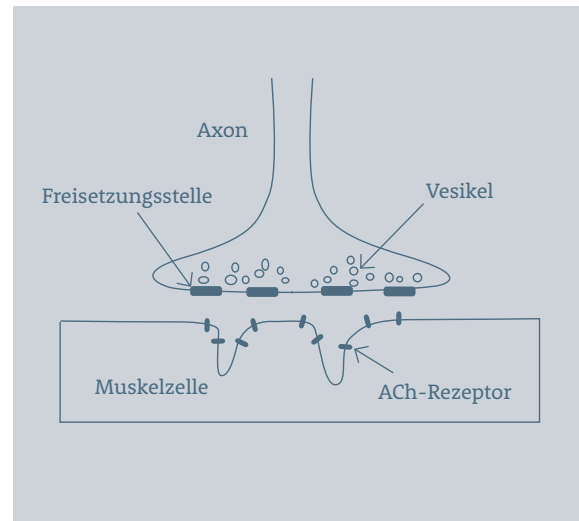 Axon
Freisetzungsstelle
Vesikel
Muskelzelle
ACh-Rezeptor